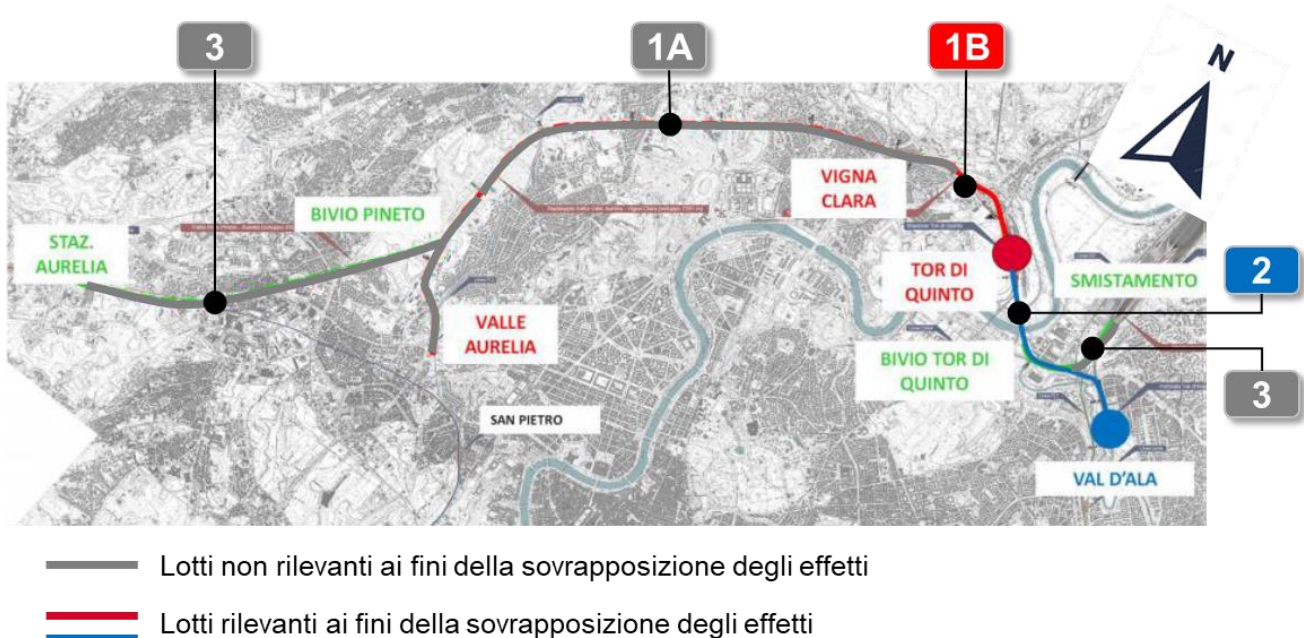 3
1A
1B
N
VIGNA
CLARA
BIVIO PINETO
STAZ.
AURELIA
TOR DI
QUINTO
SMISTAMENTO
2
VALLE
AURELIA
BIVIO TOR DI
QUINTO
3
SAN PIETRO
VAL D'ALA
Lotti non rilevanti ai fini della sovrapposizione degli effetti
Lotti rilevanti ai fini della sovrapposizione degli effetti